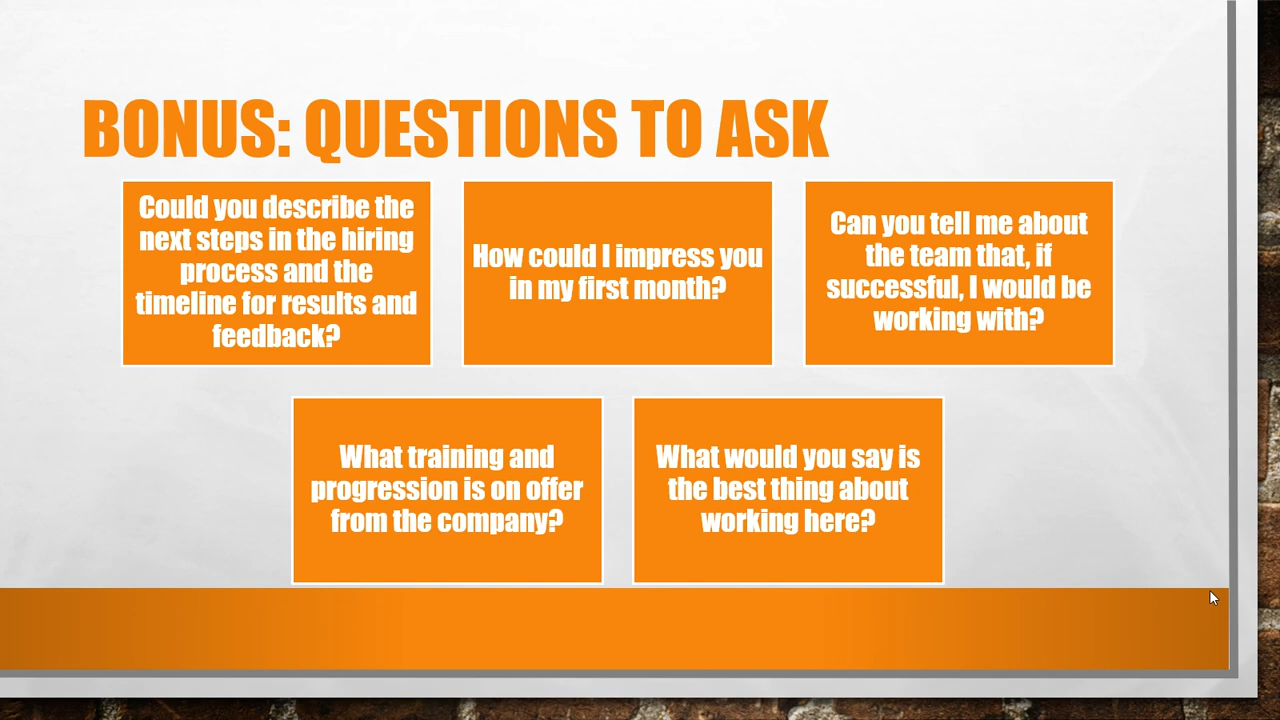 BONUS: QUESTIONS TO ASK
Could you describe the
next steps in the hiring
process and the
timeline for results and
feedback?
How could I impress you
in my first month?
Can you tell me about
the team that, if
successful, I would be
working with?
What training and
progression is on offer
from the company?
What would you say is
the best thing about
working here?